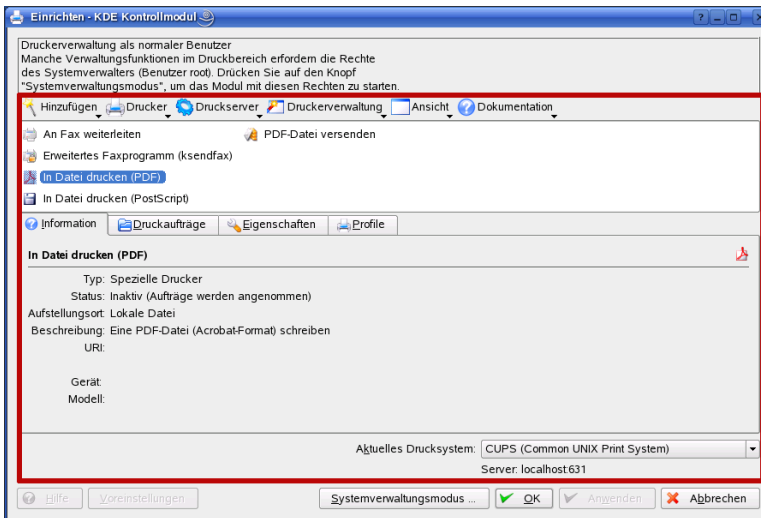 Einrichten - KDE Kontrollmodul
Druckerverwaltung als normaler Benutzer
Manche Verwaltungsfunktionen im Druckbereich erfordern die Rechte
des Systemverwalters (Benutzer root). Drücken Sie auf den Knopf
"Systemverwaltungsmodus", um das Modul mit diesen Rechten zu starten.
Hinzufügen Drucker Druckserver Druckerverwaltung Ansicht Dokumentation
An Fax weiterleiten PDF-Datei versenden
Erweitertes Faxprogramm (ksendfax)
In Datei drucken (PDF)
In Datei drucken (PostScript)
Information Druckaufträge Eigenschaften Profile
In Datei drucken (PDF)
Typ: Spezielle Drucker
Status: Inaktiv (Aufträge werden angenommen)
Aufstellungsort: Lokale Datei
Beschreibung: Eine PDF-Datei (Acrobat-Format) schreiben
URI:
Gerät:
Modell:
Aktuelles Drucksystem: CUPS (Common UNIX Print System)
Server: localhost:631
Hilfe Voreinstellungen Systemverwaltungsmodus ... OK Anwenden Abbrechen